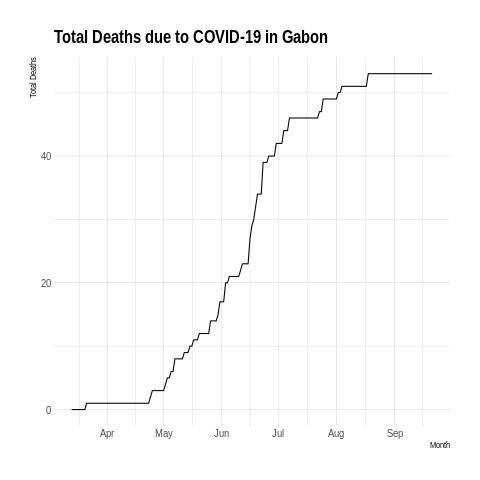 Total Deaths due to COVID-19 in Gabon
Total Deaths
40
20
0
Apr May Jun Jul Aug Sep
Month